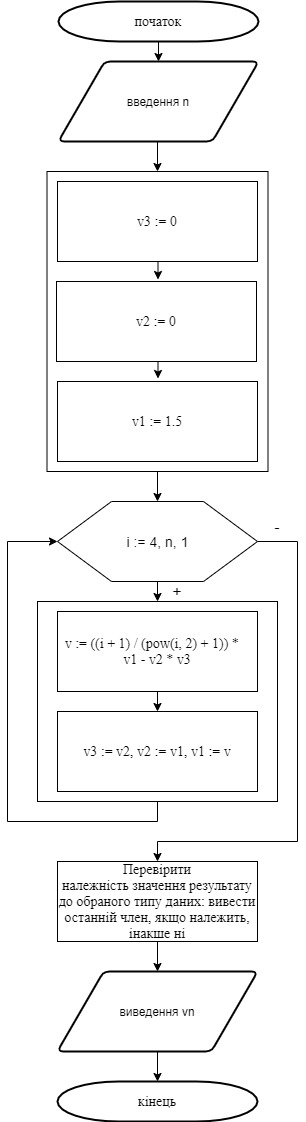 початок
введення n
v3 := 0
v2 := 0
v1 := 1.5
i := 4, n, 1
-
+
v := ((i + 1) / (pow(i, 2) + 1)) *
v1 - v2 * v3
v3 := v2, v2 := v1, v1 := v
Перевірити
належність значення результату
до обраного типу даних: вивести
останній член, якщо належить,
інакше ні
виведення vn
кінець